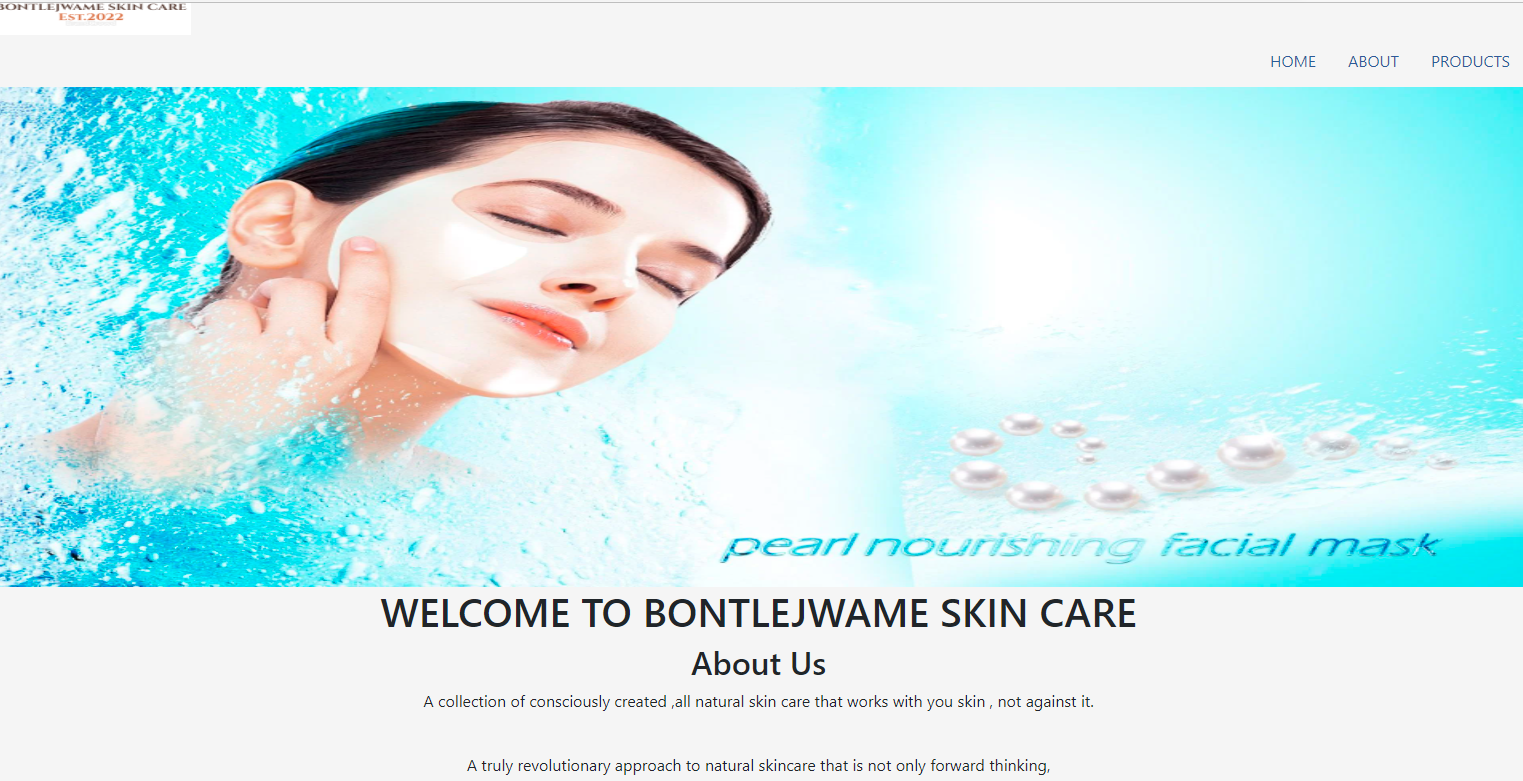 BONTLEJWAME SKIN CARE
EST.2022
HOME ABOUT PRODUCTS
pearl nourishing facial mask
WELCOME TO BONTLEJWAME SKIN CARE
About Us
A collection of consciously created ,all natural skin care that works with you skin , not against it.
A truly revolutionary approach to natural skincare that is not only forward thinking,